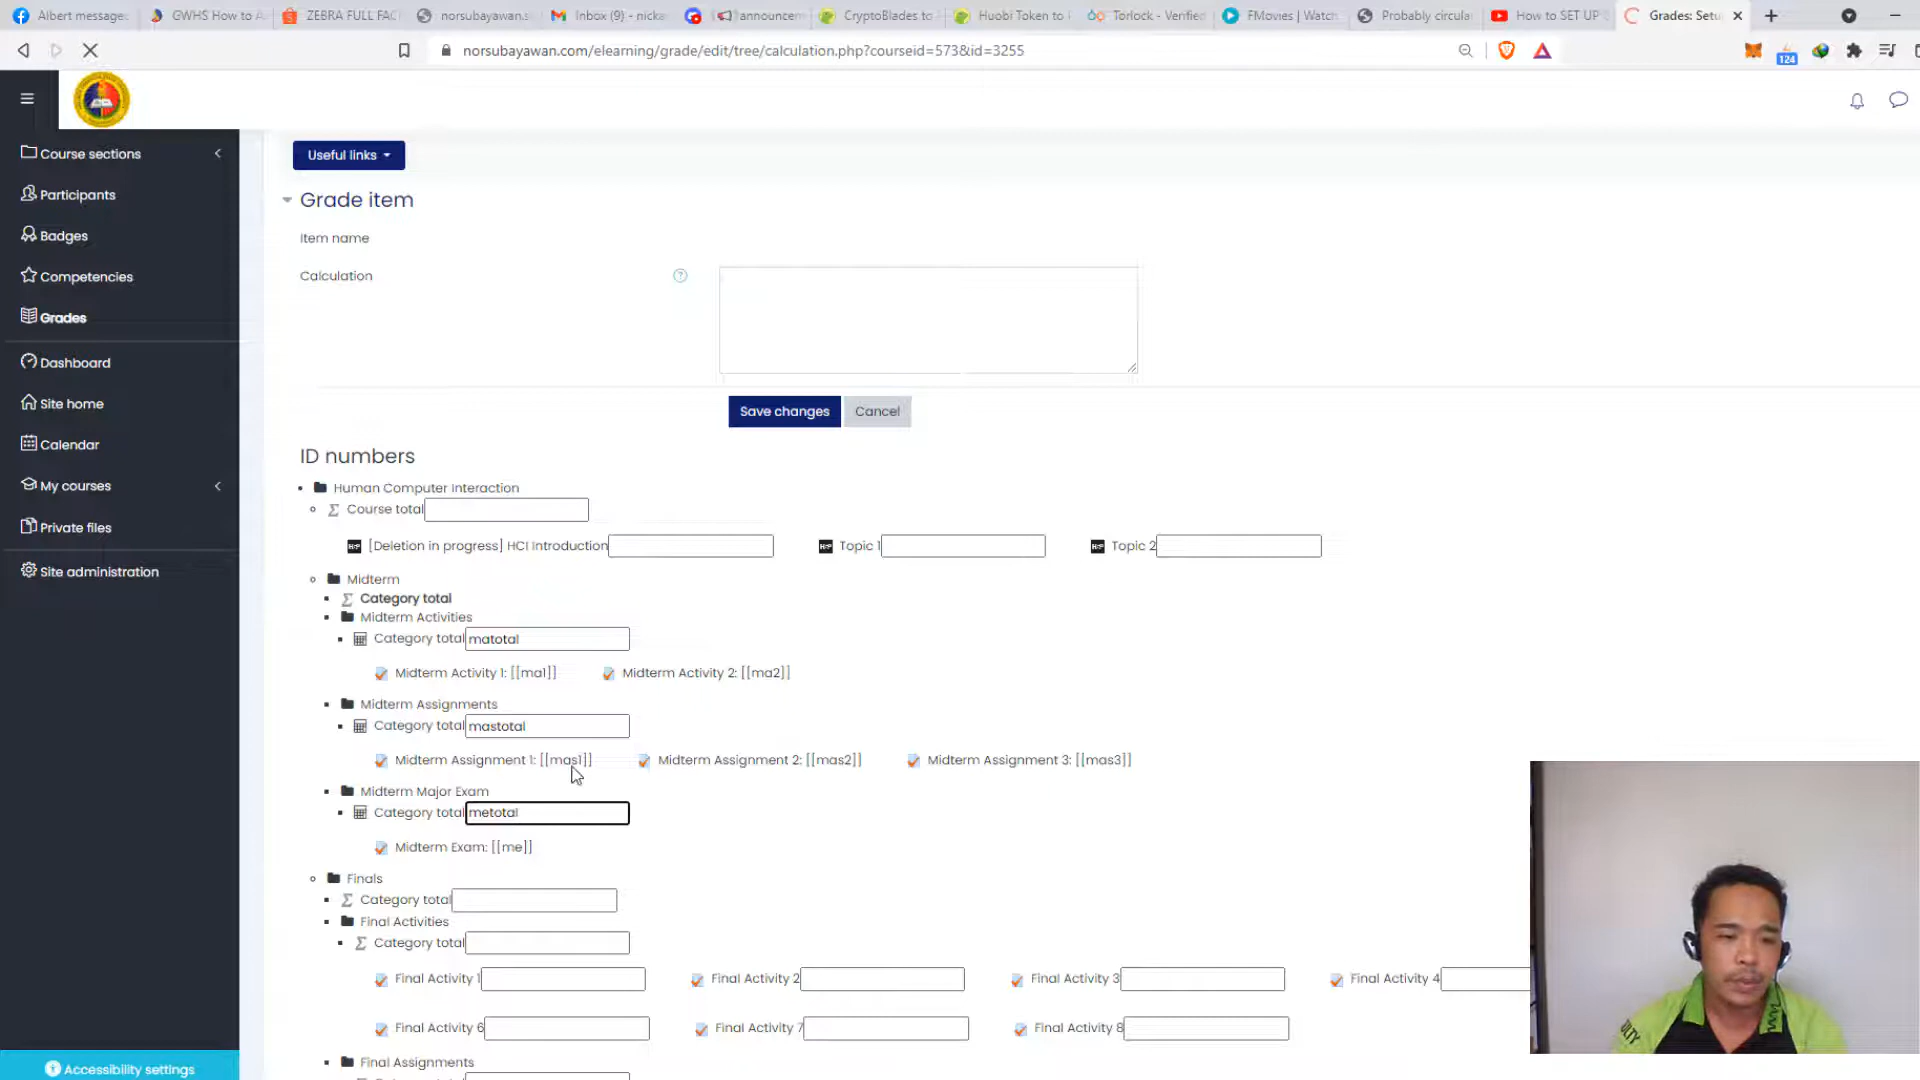 Albert message
GWHS How to A
ZEBRA FULL FAC
norsubayawan.s
Inbox (9) - nicka
announcemen
CryptoBlades to
Huobi Token to
Torlock - Verified
FMovies | Watch
Probably circula
How to SET UP
Grades: Setu
norsubayawan.com/elearning/grade/edit/tree/calculation.php?courseid=573&id=3255
124
Useful links
Course sections
Participants
Badges
Competencies
Grades
Dashboard
Site home
Calendar
My courses
Private files
Site administration
Accessibility settings
Grade item
Item name
Calculation
Save changes
Cancel
ID numbers
Human Computer Interaction
Course total
[Deletion in progress] HCI Introduction
Topic 1
Topic 2
Midterm
Category total
Midterm Activities
Category total matotal
Midterm Activity 1: [[ma1]]
Midterm Activity 2: [[ma2]]
Midterm Assignments
Category total mastotal
Midterm Assignment 1: [[mas1]]
Midterm Assignment 2: [[mas2]]
Midterm Assignment 3: [[mas3]]
Midterm Major Exam
Category total metotal
Midterm Exam: [[me]]
Finals
Category total
Final Activities
Category total
Final Activity 1
Final Activity 2
Final Activity 3
Final Activity 4
Final Activity 6
Final Activity 7
Final Activity 8
Final Assignments